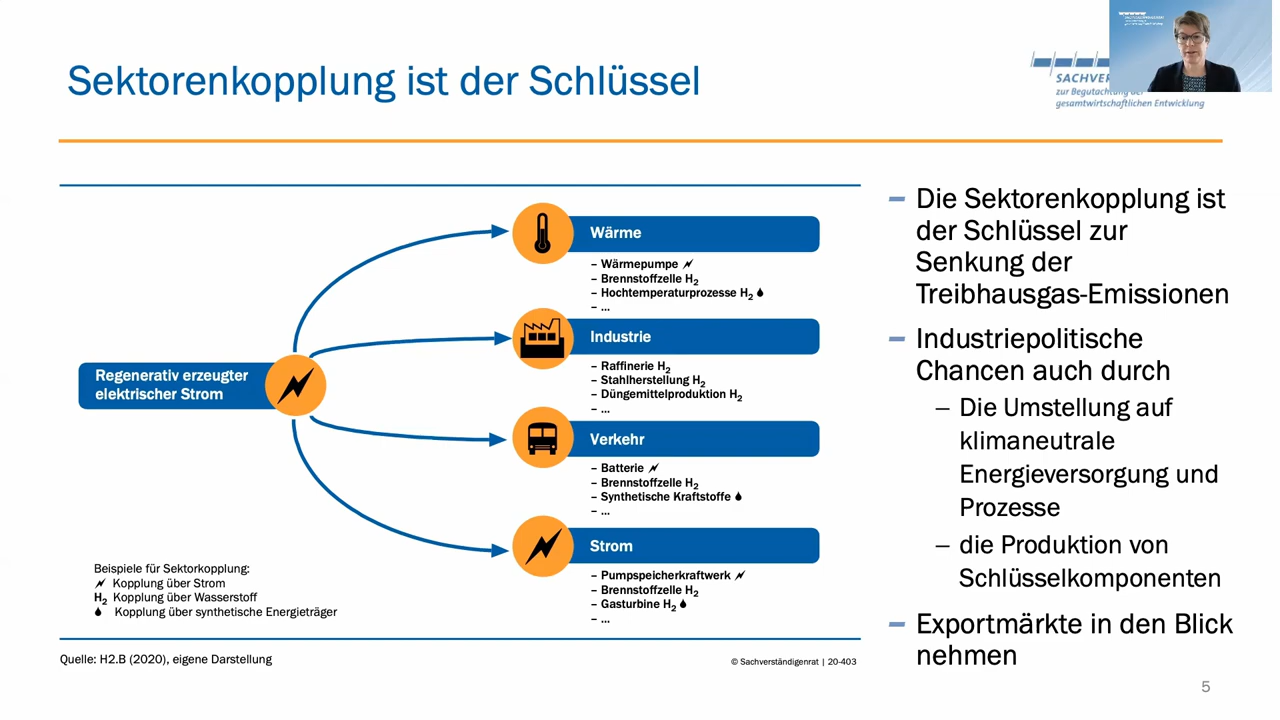 Sektorenkopplung ist der Schlüssel
zur Begutachtung der
gesamtwirtschaftlichen Entwicklung
Regenerativ erzeugter
elektrischer Strom
Wärme
– Wärmepumpe
– Brennstoffzelle H₂
– Hochtemperaturprozesse H₂
– ...
Industrie
– Raffinerie H₂
– Stahlherstellung H₂
– Düngemittelproduktion H₂
– ...
Verkehr
– Batterie
– Brennstoffzelle H₂
– Synthetische Kraftstoffe
– ...
Strom
– Pumpspeicherkraftwerk
– Brennstoffzelle H₂
– Gasturbine H₂
– ...
Beispiele für Sektorkopplung:
Kopplung über Strom
H₂ Kopplung über Wasserstoff
Kopplung über synthetische Energieträger
Quelle: H2.B (2020), eigene Darstellung
© Sachverständigenrat | 20-403
– Die Sektorenkopplung ist
der Schlüssel zur
Senkung der
Treibhausgas-Emissionen
– Industriepolitische
Chancen auch durch
– Die Umstellung auf
klimaneutrale
Energieversorgung und
Prozesse
– die Produktion von
Schlüsselkomponenten
– Exportmärkte in den Blick
nehmen
5